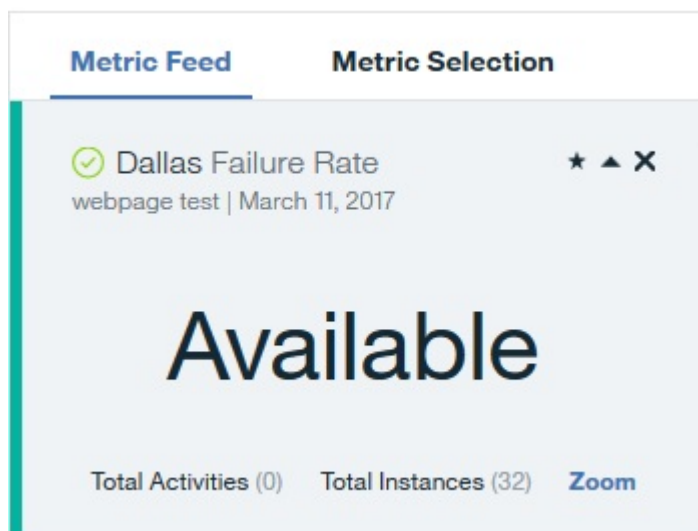 Metric Feed Metric Selection
Dallas Failure Rate
webpage test | March 11, 2017
Available
Total Activities (0) Total Instances (32) Zoom